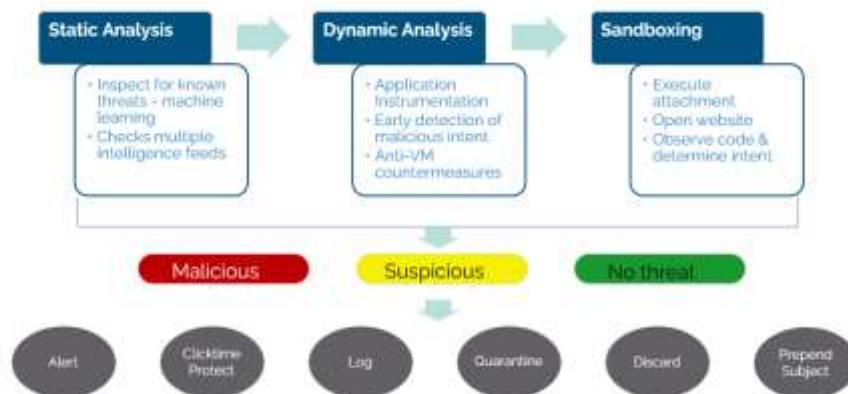 Static Analysis
Dynamic Analysis
Sandboxing
• Inspect for known
threats - machine
learning
• Checks multiple
intelligence feeds
• Application
Instrumentation
• Early detection of
malicious intent
• Anti-VM
countermeasures
• Execute
attachment
• Open website
• Observe code &
determine intent
Malicious
Suspicious
No threat
Alert
Clicktime
Protect
Log
Quarantine
Discard
Prepend
Subject